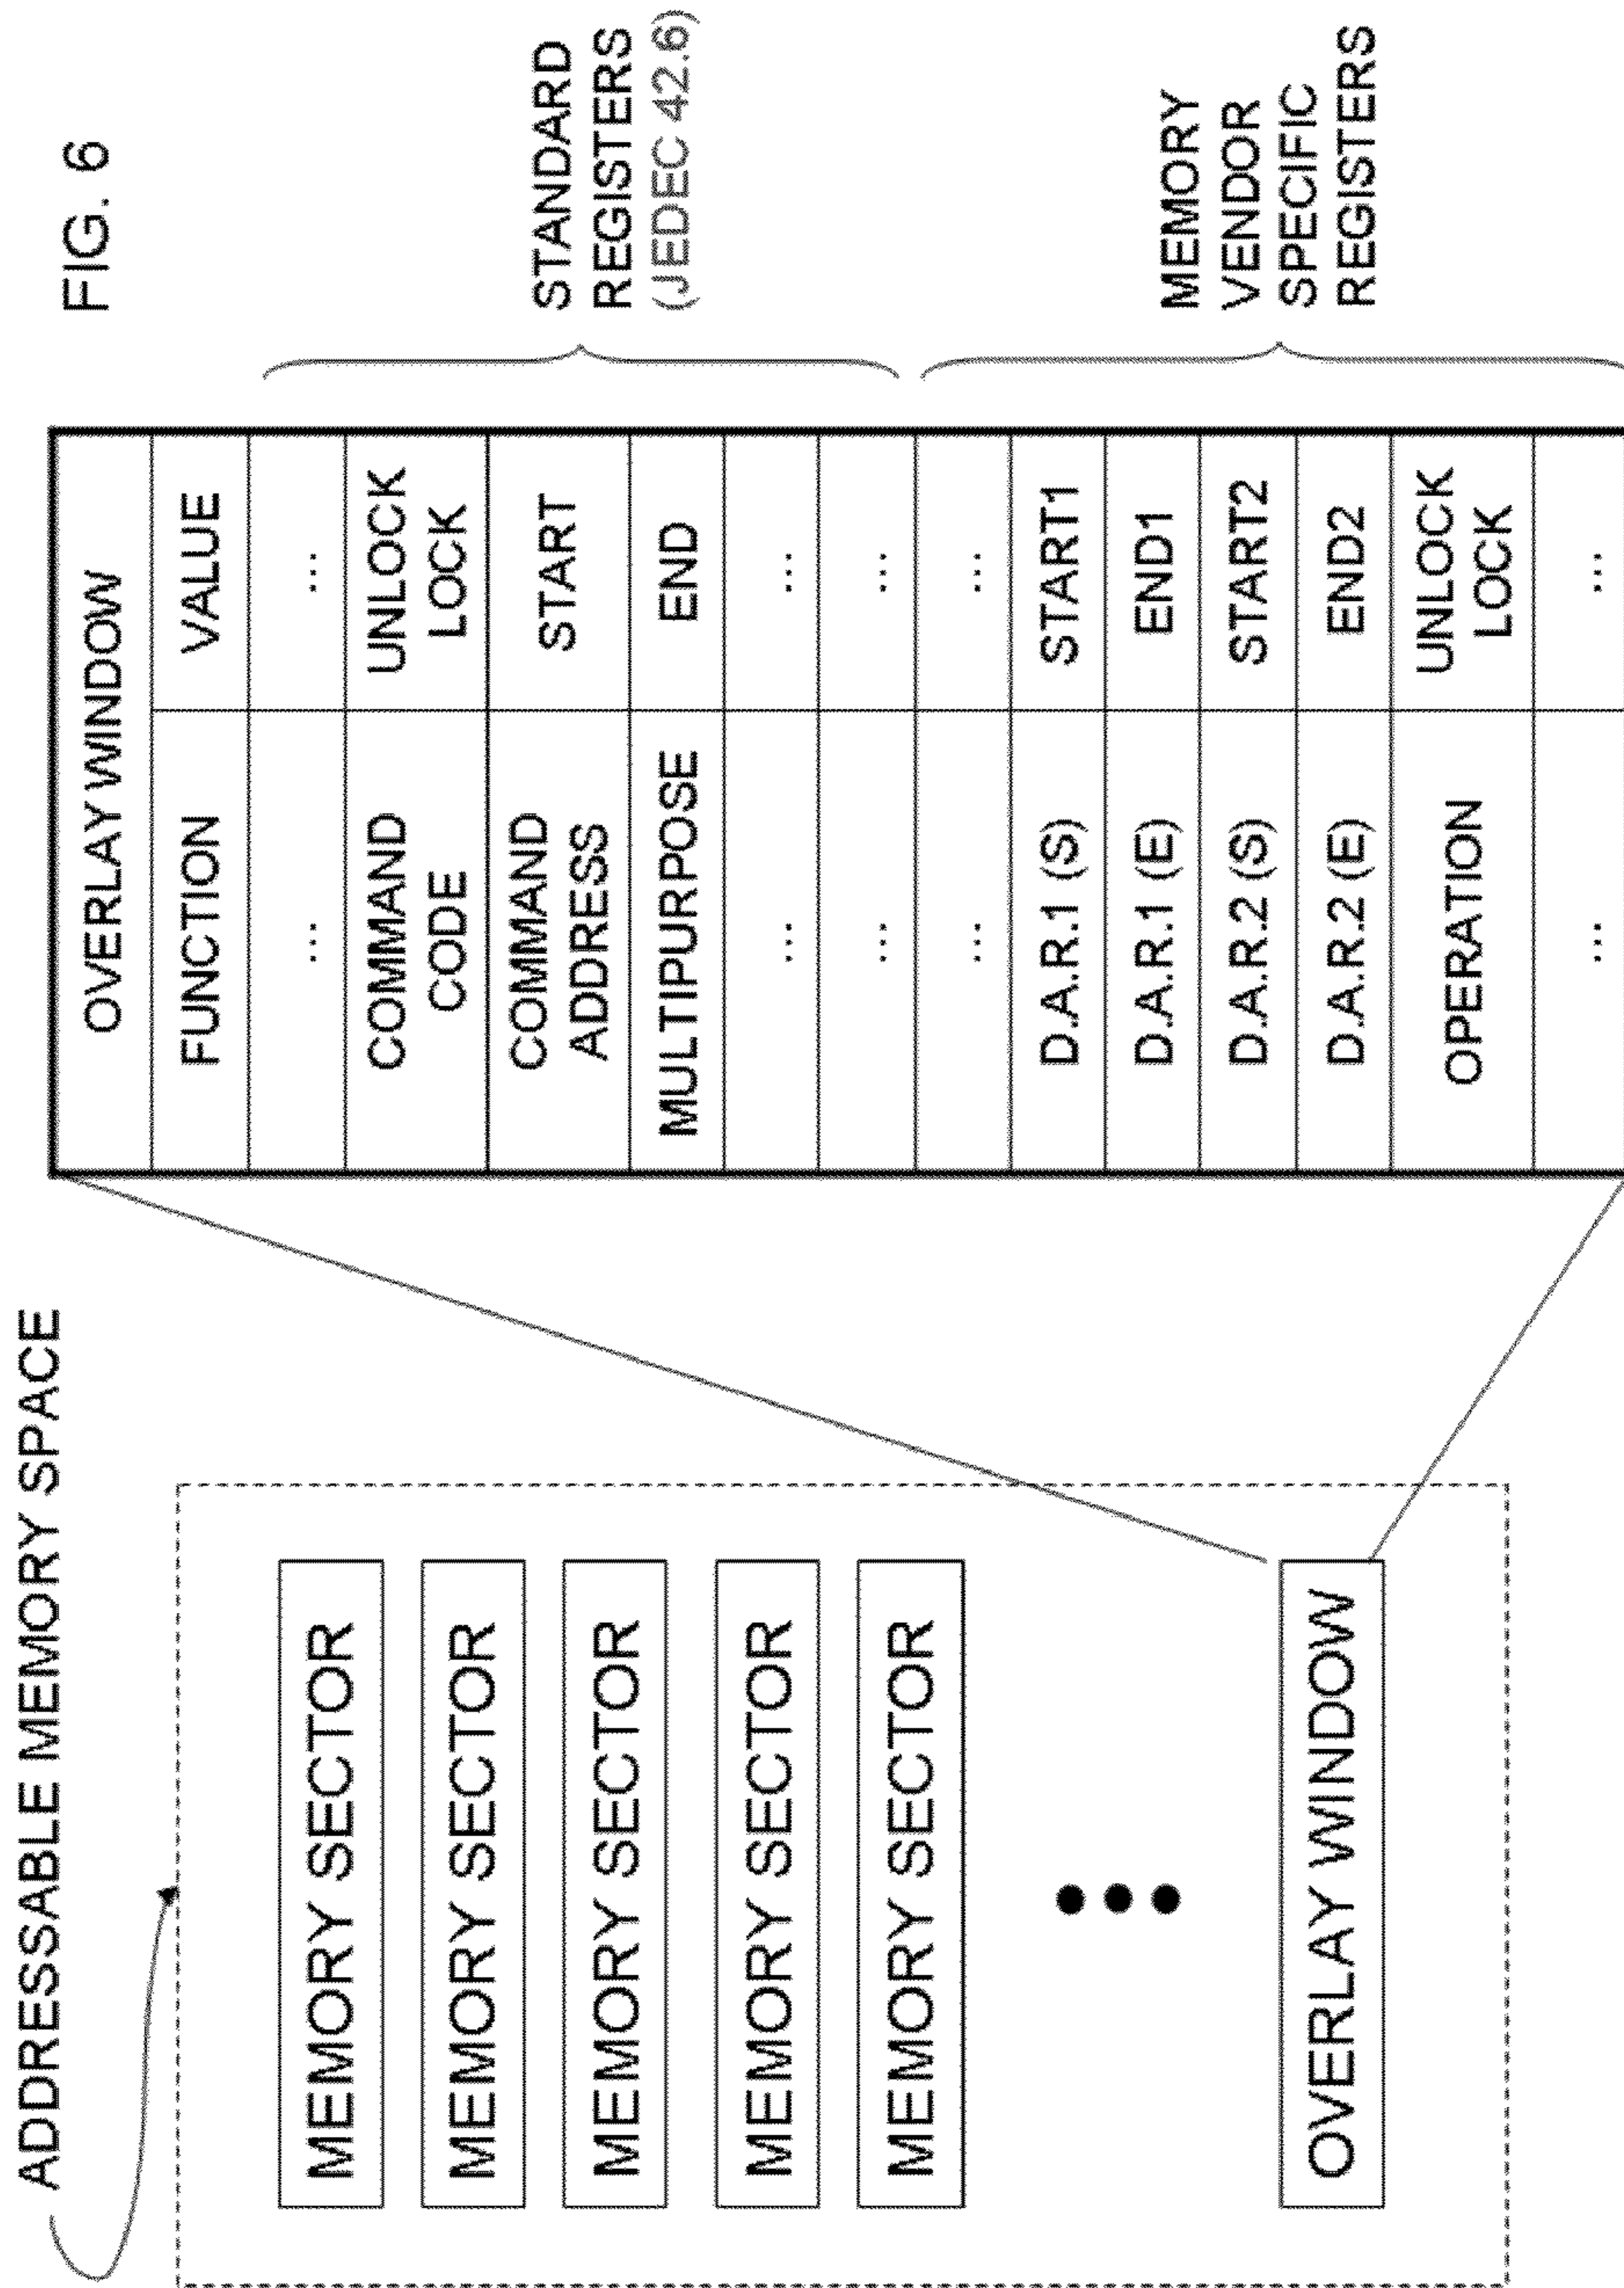 FIG. 6
ADDRESSABLE MEMORY SPACE
MEMORY SECTOR
MEMORY SECTOR
MEMORY SECTOR
MEMORY SECTOR
MEMORY SECTOR
OVERLAY WINDOW
OVERLAY WINDOW
FUNCTION VALUE
... ...
COMMAND CODE UNLOCK LOCK
COMMAND ADDRESS START
MULTIPURPOSE END
... ...
... ...
... ...
D.A.R.1 (S) START1
D.A.R.1 (E) END1
D.A.R.2 (S) START2
D.A.R.2 (E) END2
OPERATION UNLOCK LOCK
... ...
STANDARD
REGISTERS
(JEDEC 42.6)
MEMORY
VENDOR
SPECIFIC
REGISTERS